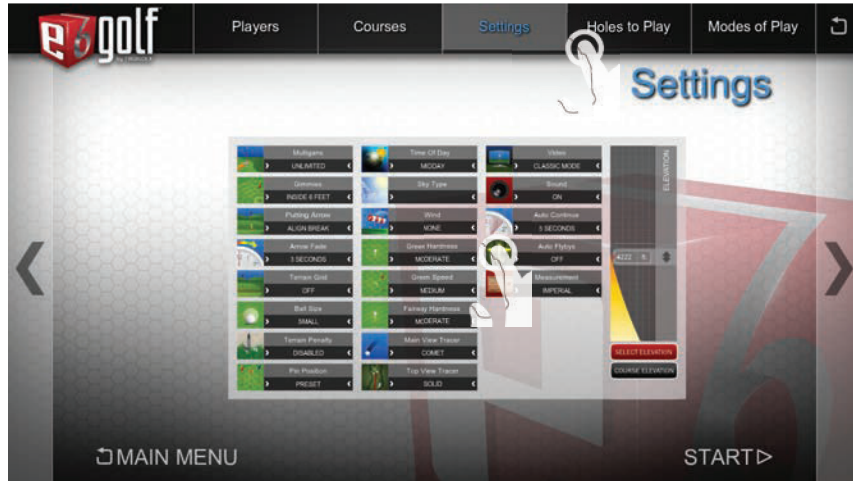 e6golf
by TRUGOLF
Players
Courses
Settings
Holes to Play
Modes of Play
Settings
Mulligans
UNLIMITED
Gimmies
INSIDE 6 FEET
Putting Arrow
ALIGN BREAK
Arrow Fade
3 SECONDS
Terrain Grid
OFF
Ball Size
SMALL
Terrain Penalty
DISABLED
Pin Position
PRESET
Time Of Day
MIDDAY
Sky Type
Wind
NONE
Green Hardness
MODERATE
Green Speed
MEDIUM
Fairway Hardness
MODERATE
Main View Tracer
COMET
Top View Tracer
SOLID
Video
CLASSIC MODE
Sound
ON
Auto Continue
5 SECONDS
Auto Flybys
OFF
Measurement
IMPERIAL
ELEVATION
4222 ft.
SELECT ELEVATION
COURSE ELEVATION
MAIN MENU
START